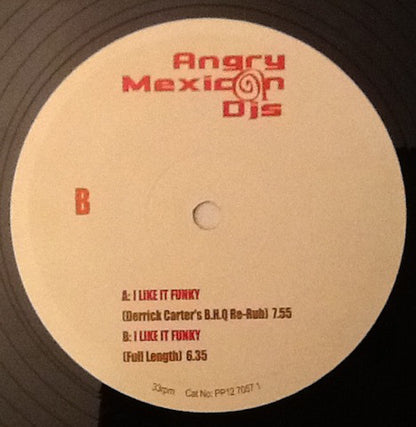 Angry
Mexican
Djs
B
A: I LIKE IT FUNKY
(Derrick Carter's B.H.Q Re-Rub) 7.55
B: I LIKE IT FUNKY
(Full Length) 6.35
33rpm Cat No: PP12 7057 1